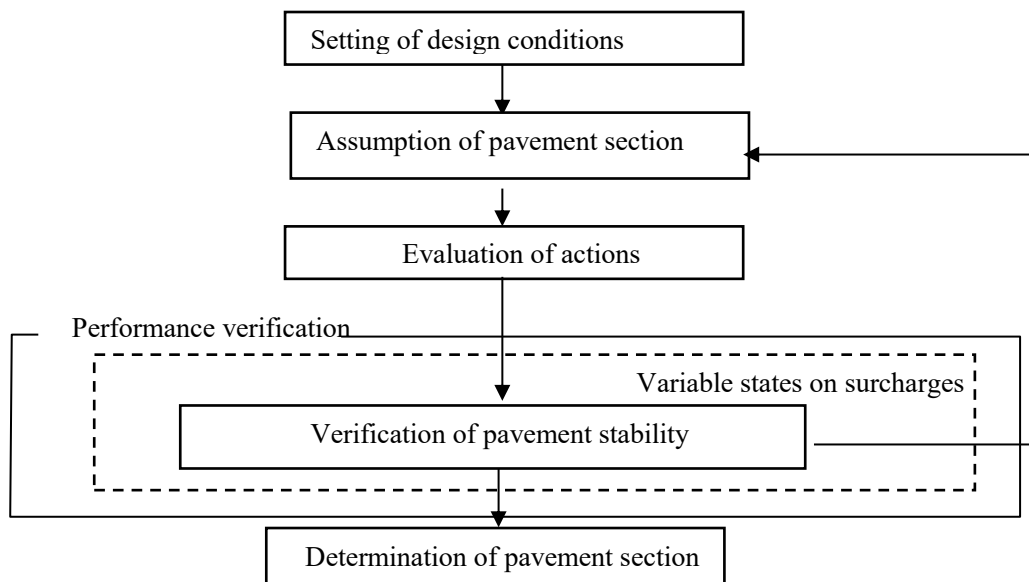 Setting of design conditions
Assumption of pavement section
Evaluation of actions
Performance verification
Variable states on surcharges
Verification of pavement stability
Determination of pavement section